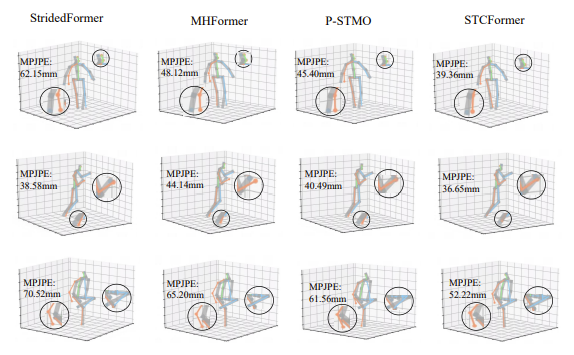 StridedFormer MHFormer P-STMO STCFormer
MPJPE: MPJPE: MPJPE: MPJPE:
62.15mm 48.12mm 45.40mm 39.36mm
MPJPE: MPJPE: MPJPE: MPJPE:
38.58mm 44.14mm 40.49mm 36.65mm
MPJPE: MPJPE: MPJPE: MPJPE:
70.52mm 65.20mm 61.56mm 52.22mm